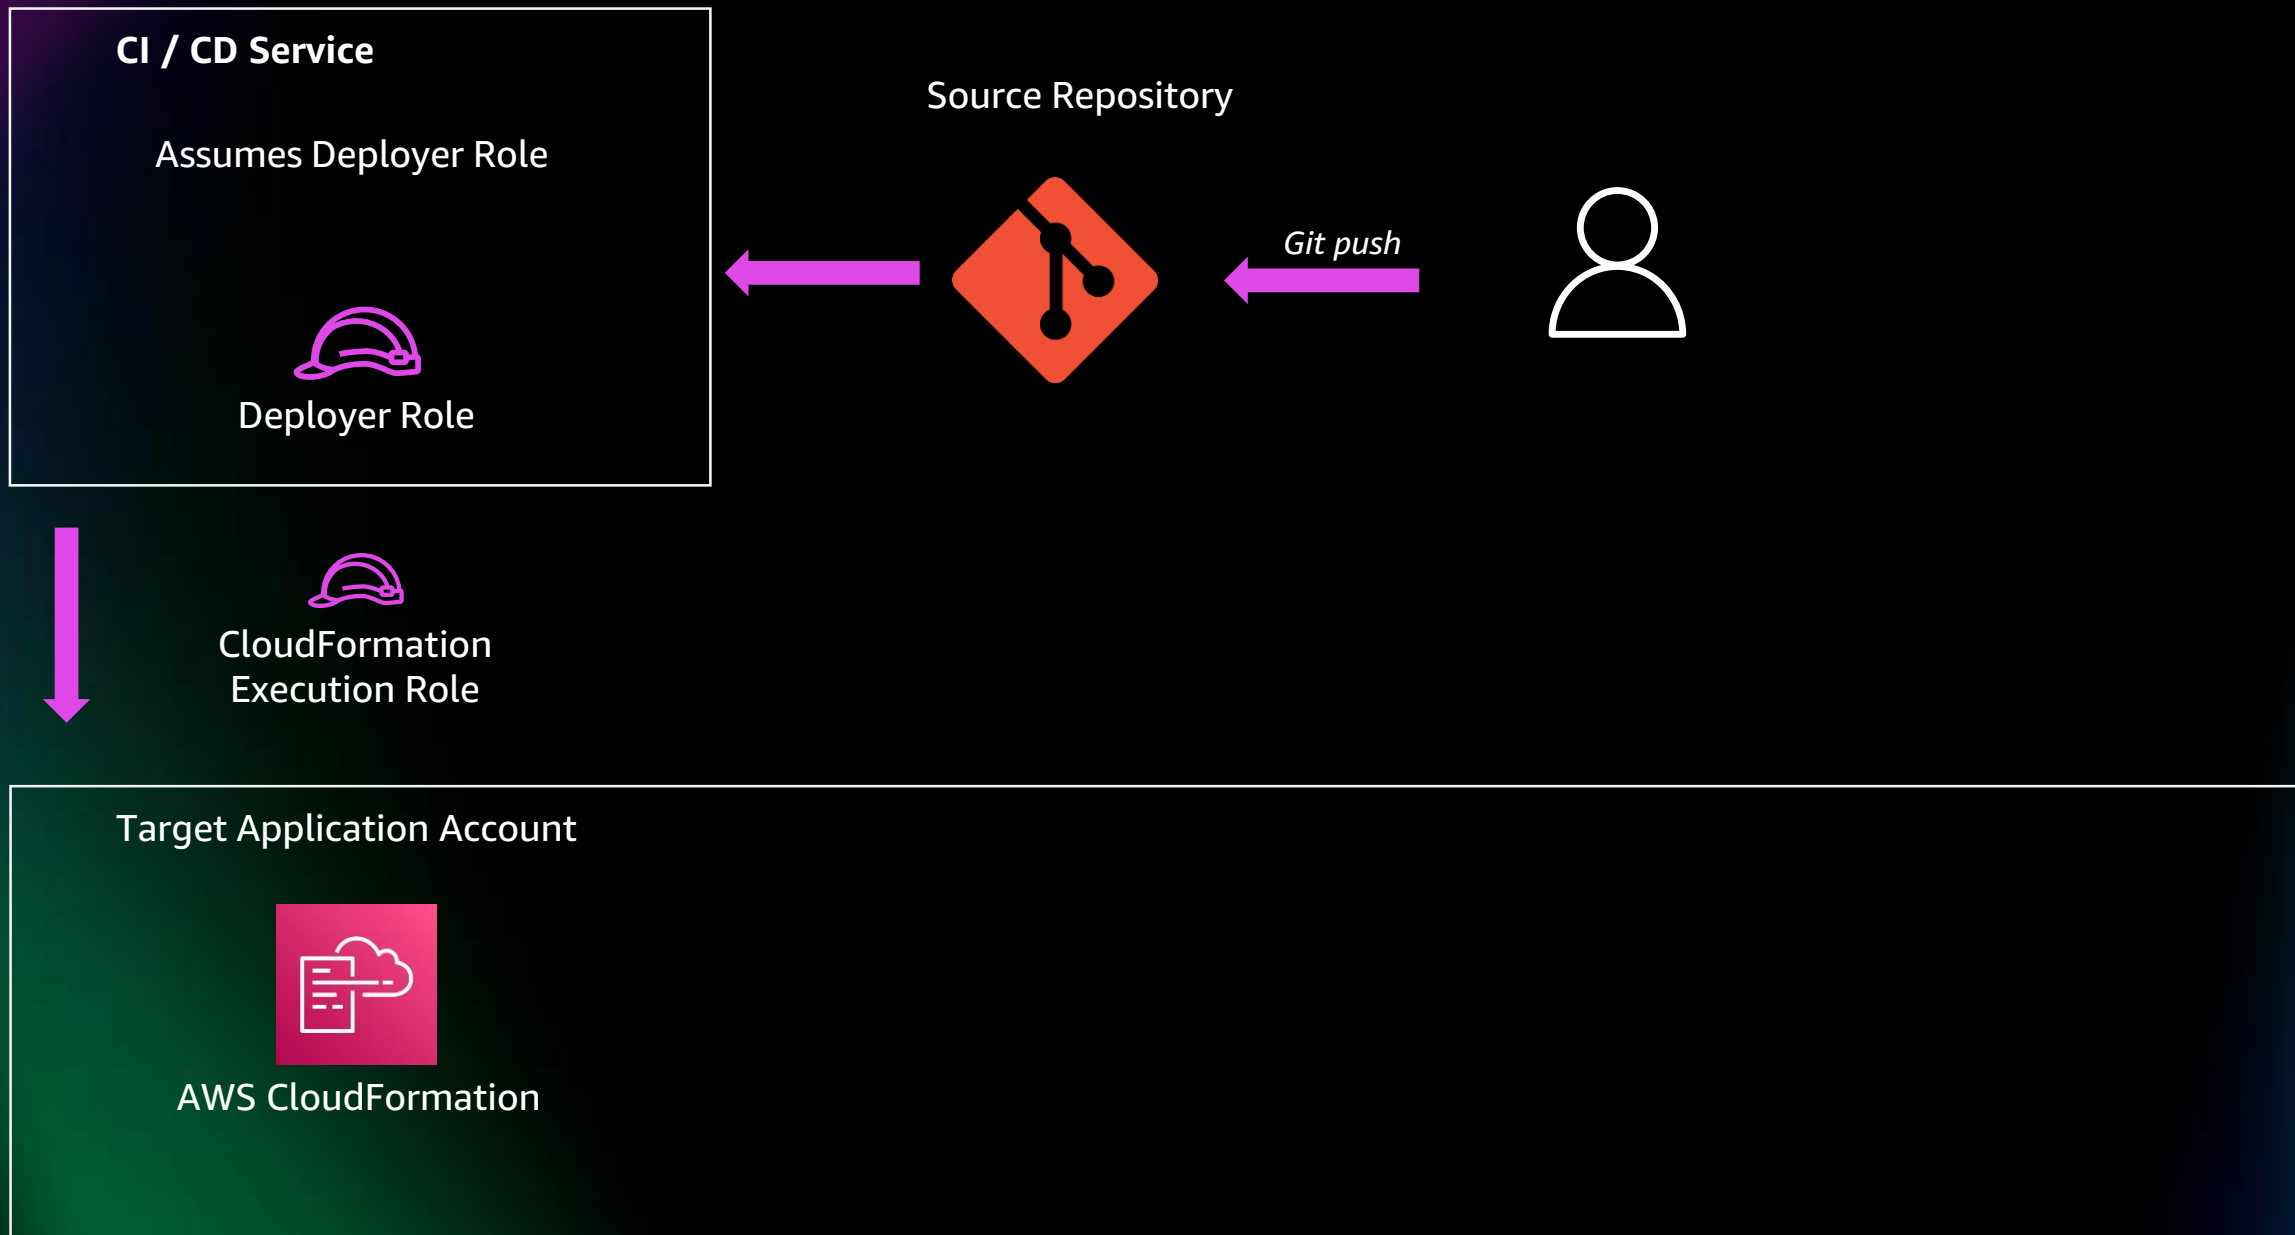 CI / CD Service
Assumes Deployer Role
Deployer Role
Source Repository
Git push
CloudFormation
Execution Role
Target Application Account
AWS CloudFormation